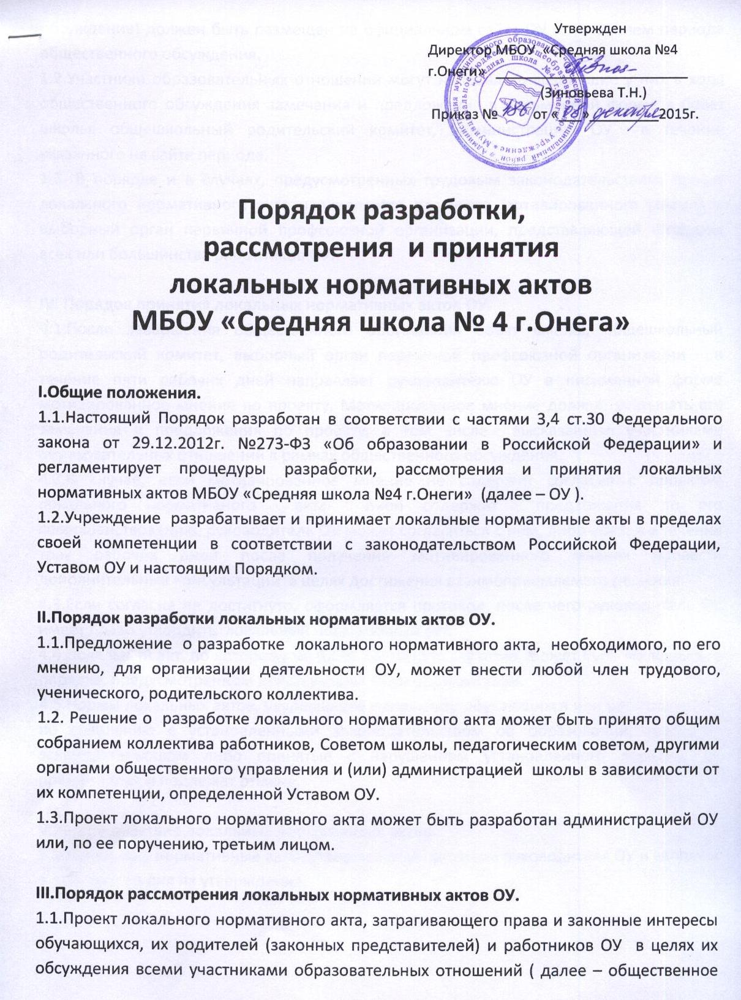 Утвержден
Директор МБОУ «Средняя школа №4
г.Онеги»
(Зиновьева Т.Н.)
Приказ № от « » декабря 2015г.
Порядок разработки,
рассмотрения и принятия
локальных нормативных актов
МБОУ «Средняя школа № 4 г.Онега»
I.Общие положения.
1.1.Настоящий Порядок разработан в соответствии с частями 3,4 ст.30 Федерального
закона от 29.12.2012г. №273-ФЗ «Об образовании в Российской Федерации» и
регламентирует процедуры разработки, рассмотрения и принятия локальных
нормативных актов МБОУ «Средняя школа №4 г.Онеги» (далее – ОУ ).
1.2.Учреждение разрабатывает и принимает локальные нормативные акты в пределах
своей компетенции в соответствии с законодательством Российской Федерации,
Уставом ОУ и настоящим Порядком.
II.Порядок разработки локальных нормативных актов ОУ.
1.1.Предложение о разработке локального нормативного акта, необходимого, по его
мнению, для организации деятельности ОУ, может внести любой член трудового,
ученического, родительского коллектива.
1.2. Решение о разработке локального нормативного акта может быть принято общим
собранием коллектива работников, Советом школы, педагогическим советом, другими
органами общественного управления и (или) администрацией школы в зависимости от
их компетенции, определенной Уставом ОУ.
1.3.Проект локального нормативного акта может быть разработан администрацией ОУ
или, по ее поручению, третьим лицом.
III.Порядок рассмотрения локальных нормативных актов ОУ.
1.1.Проект локального нормативного акта, затрагивающего права и законные интересы
обучающихся, их родителей (законных представителей) и работников ОУ в целях их
обсуждения всеми участниками образовательных отношений ( далее – общественное